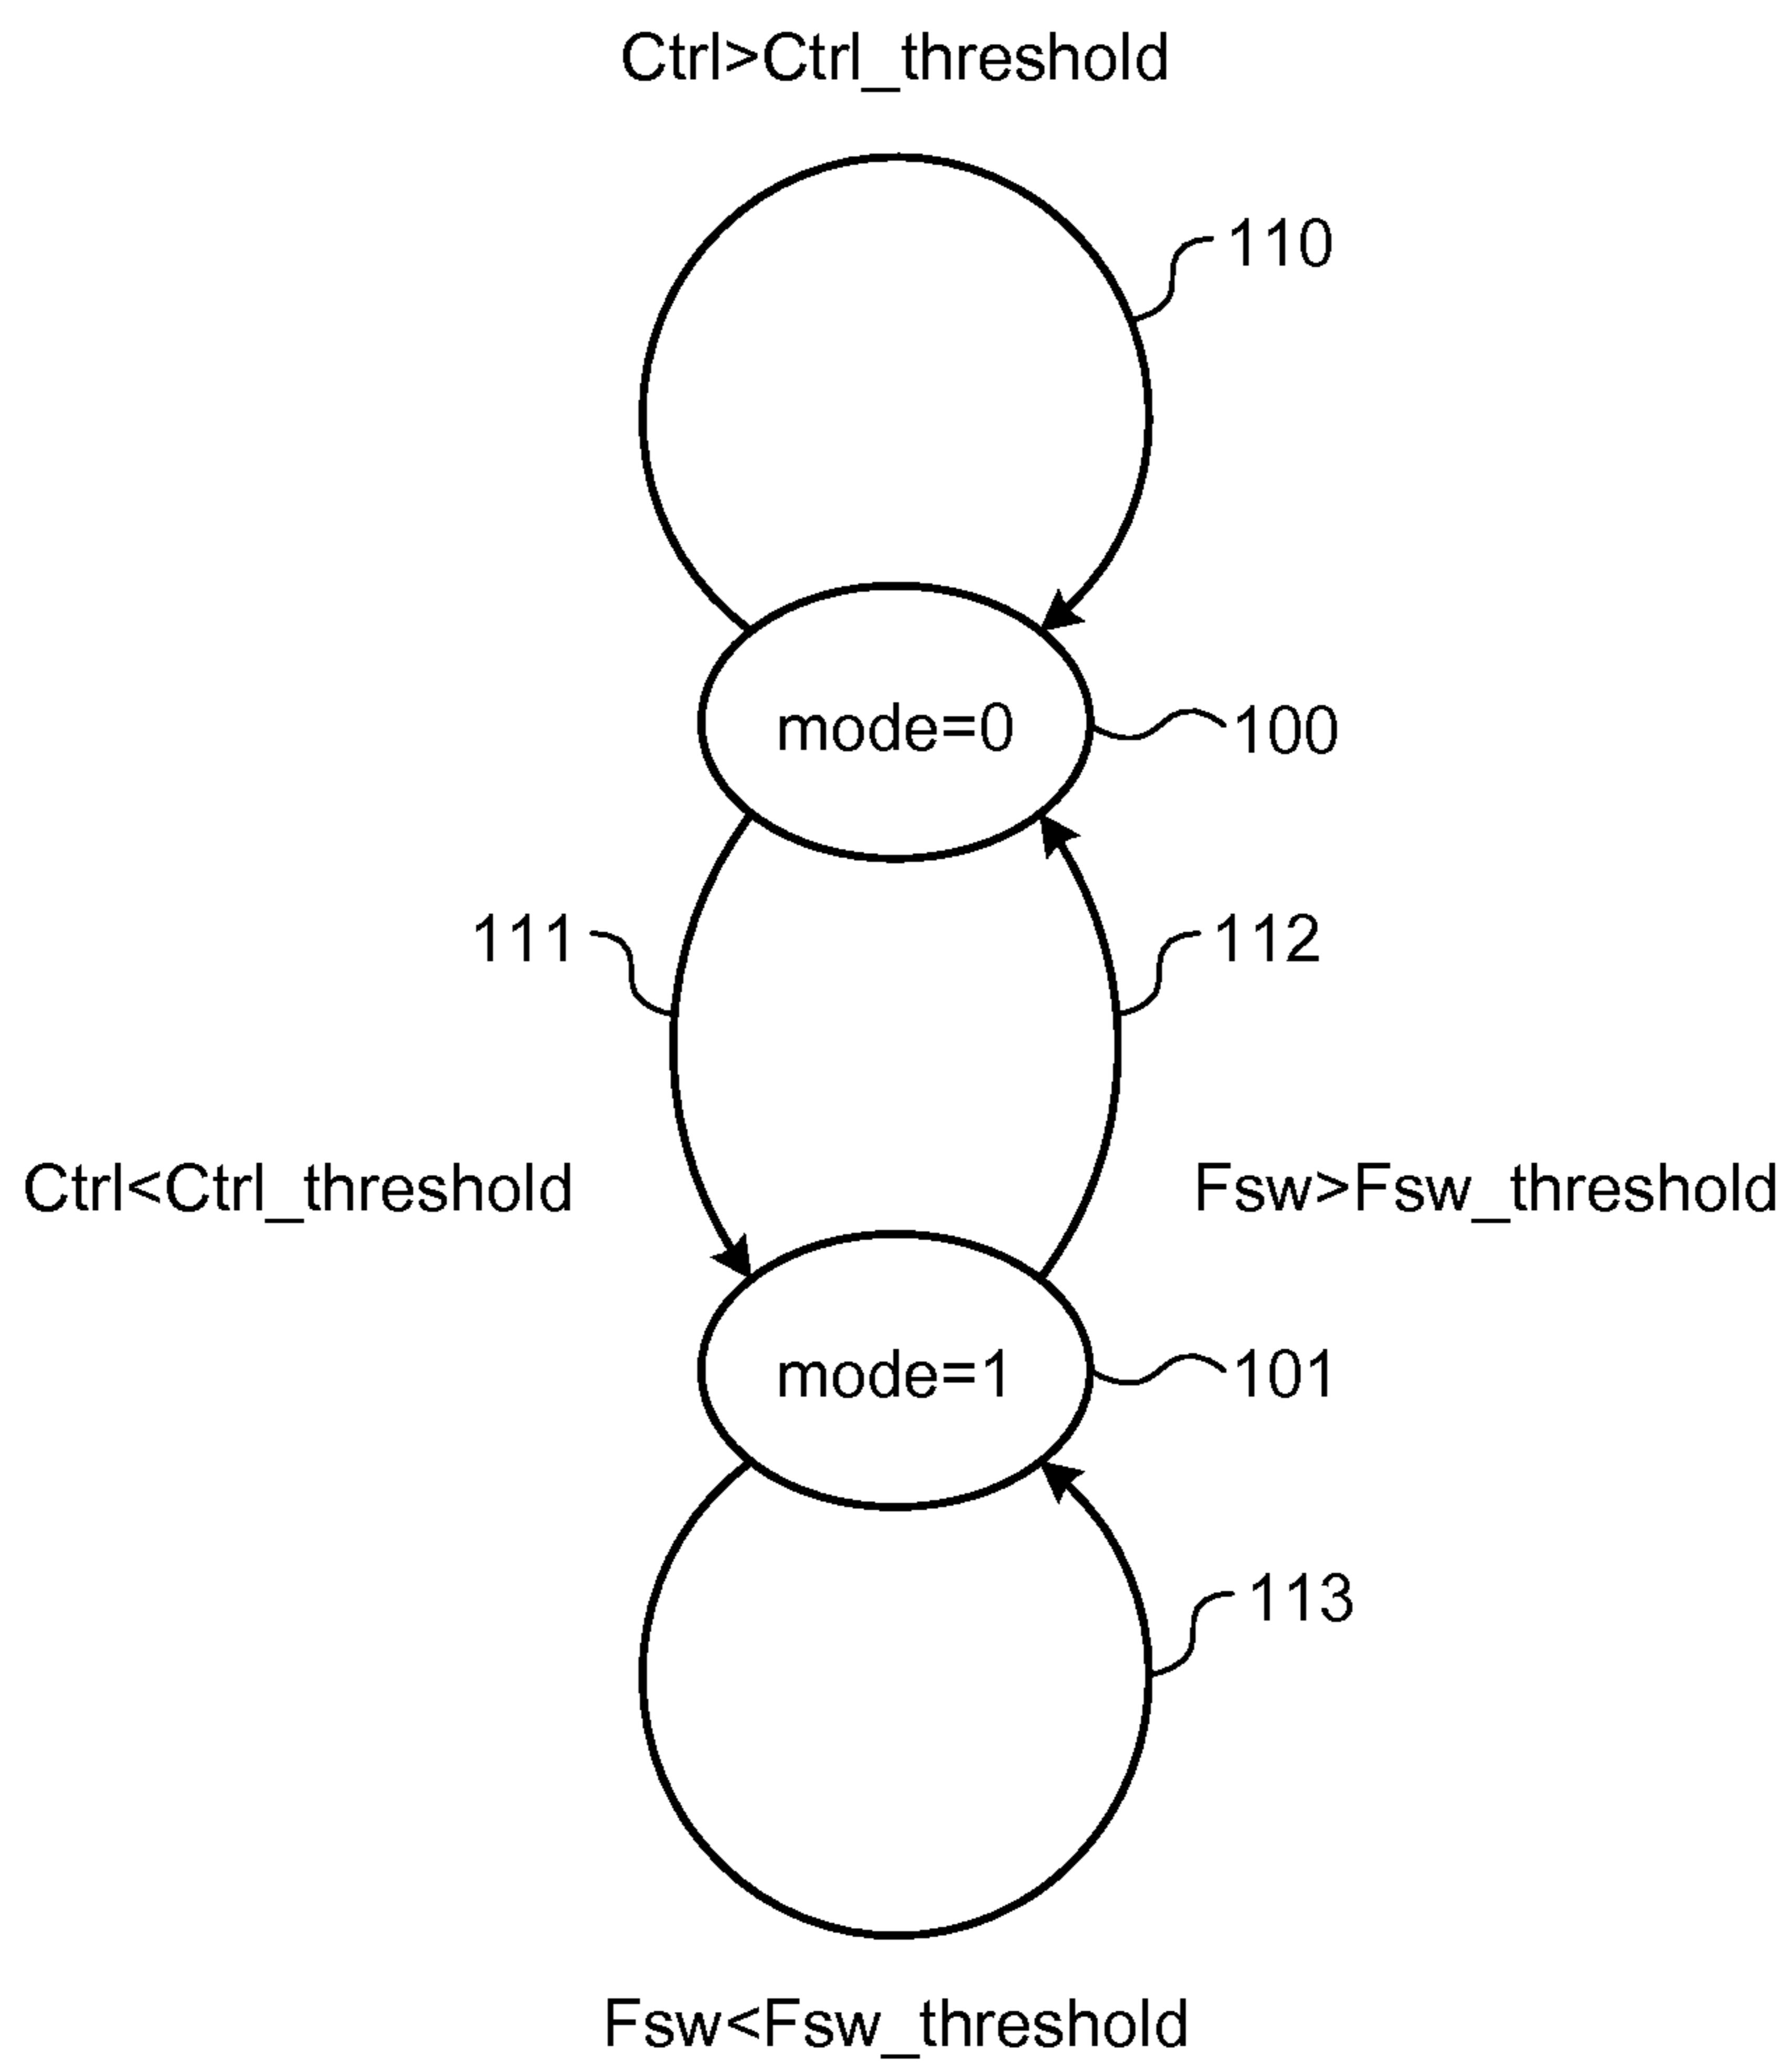 Ctrl>Ctrl_threshold
110
mode=0
100
111
112
Ctrl<Ctrl_threshold
Fsw>Fsw_threshold
mode=1
101
113
Fsw<Fsw_threshold